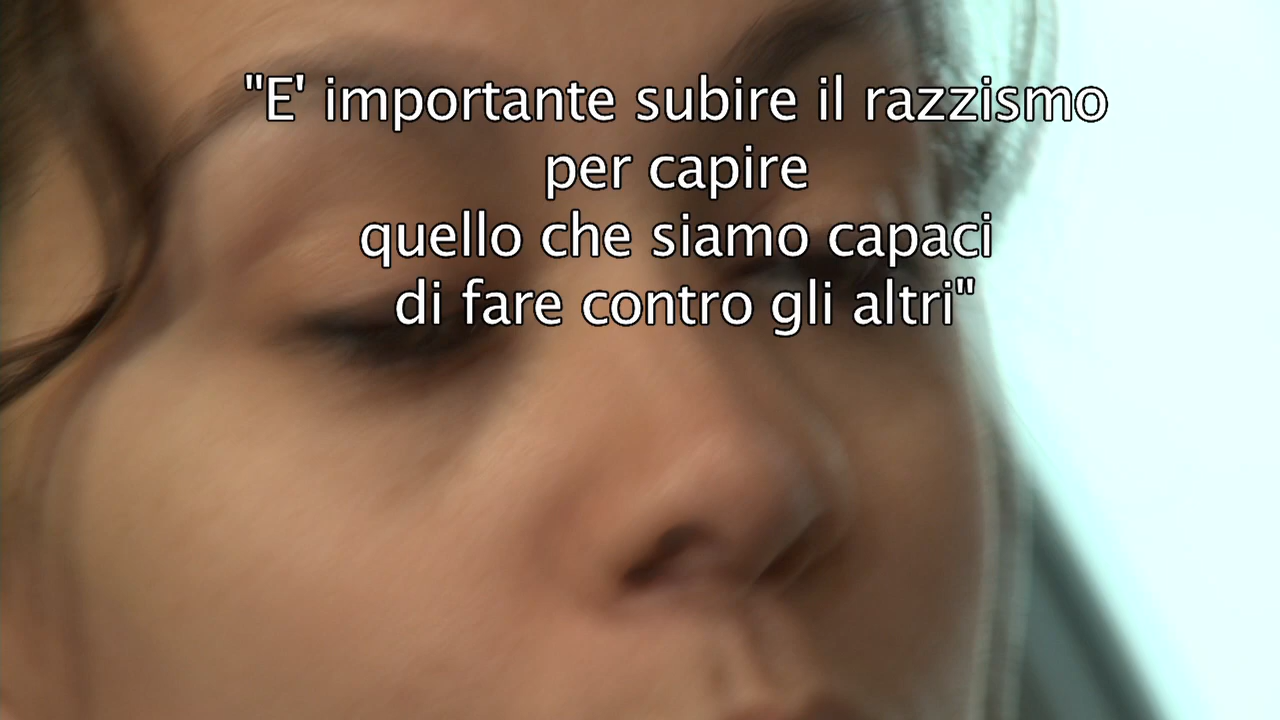 "E' importante subire il razzismo
per capire
quello che siamo capaci
di fare contro gli altri"